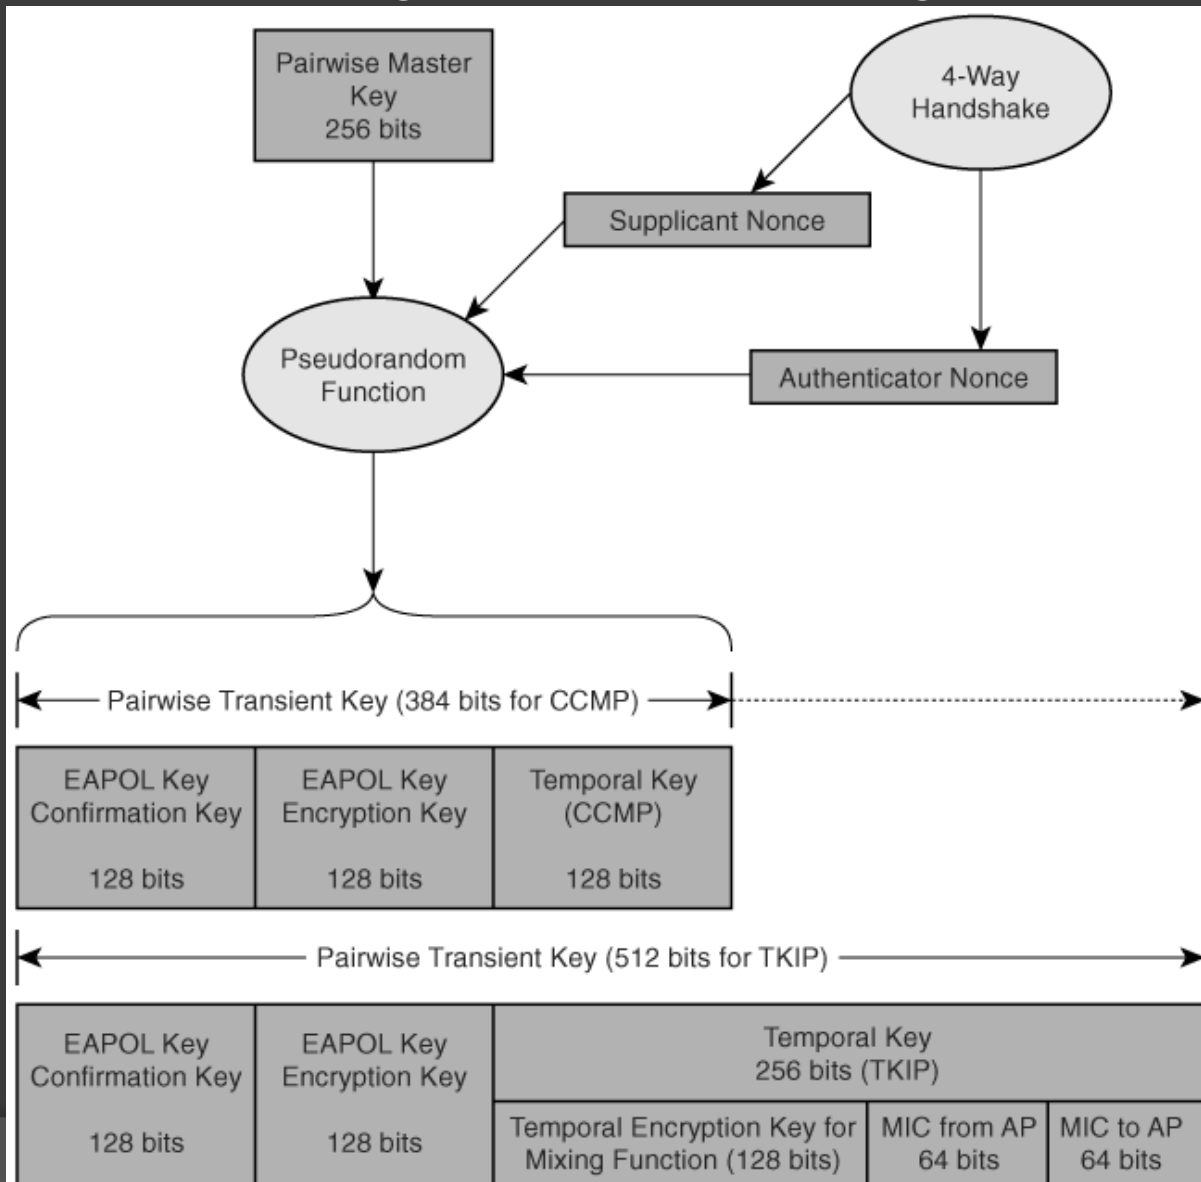 Pairwise Master
Key
256 bits
4-Way
Handshake
Supplicant Nonce
Pseudorandom
Function
Authenticator Nonce
Pairwise Transient Key (384 bits for CCMP)
EAPOL Key
Confirmation Key
128 bits
EAPOL Key
Encryption Key
128 bits
Temporal Key
(CCMP)
128 bits
Pairwise Transient Key (512 bits for TKIP)
EAPOL Key
Confirmation Key
128 bits
EAPOL Key
Encryption Key
128 bits
Temporal Key
256 bits (TKIP)
Temporal Encryption Key for
Mixing Function (128 bits)
MIC from AP
64 bits
MIC to AP
64 bits